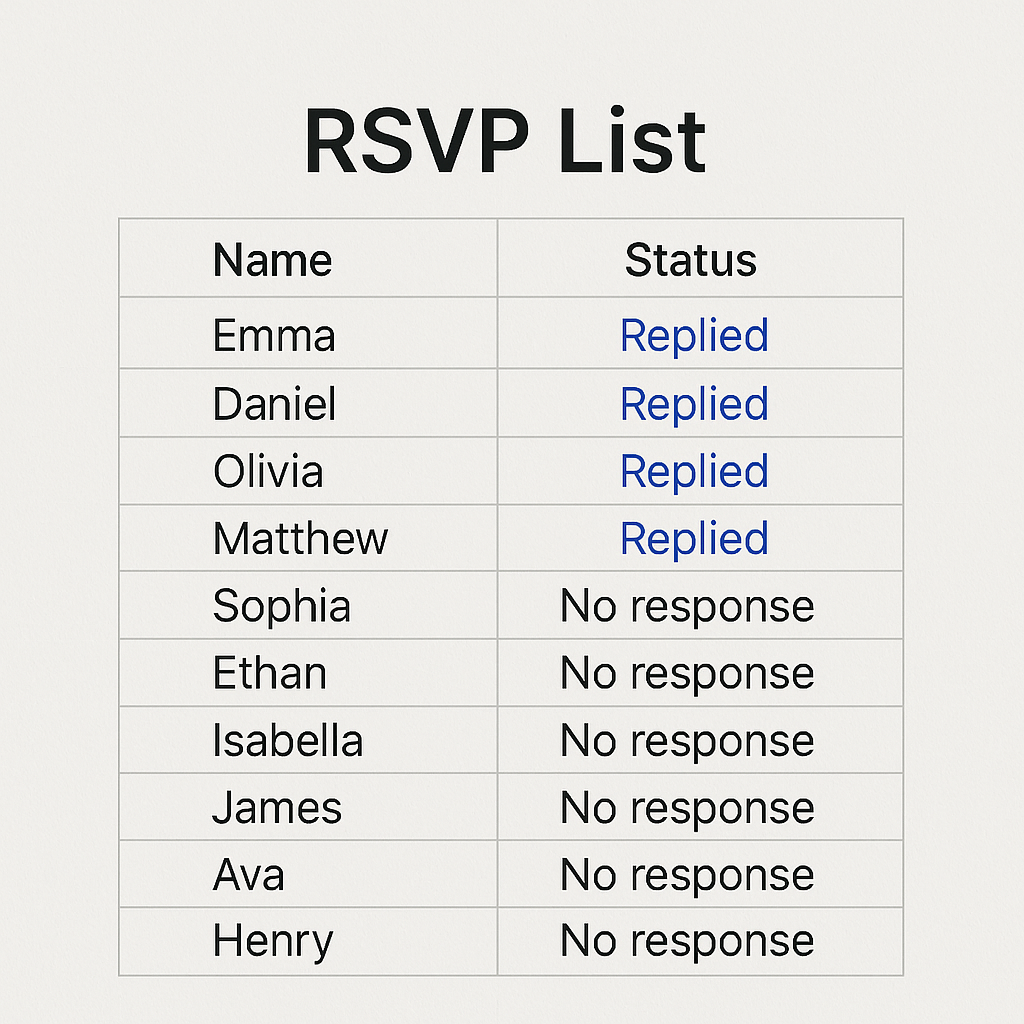 RSVP List
Name Status
Emma Replied
Daniel Replied
Olivia Replied
Matthew Replied
Sophia No response
Ethan No response
Isabella No response
James No response
Ava No response
Henry No response